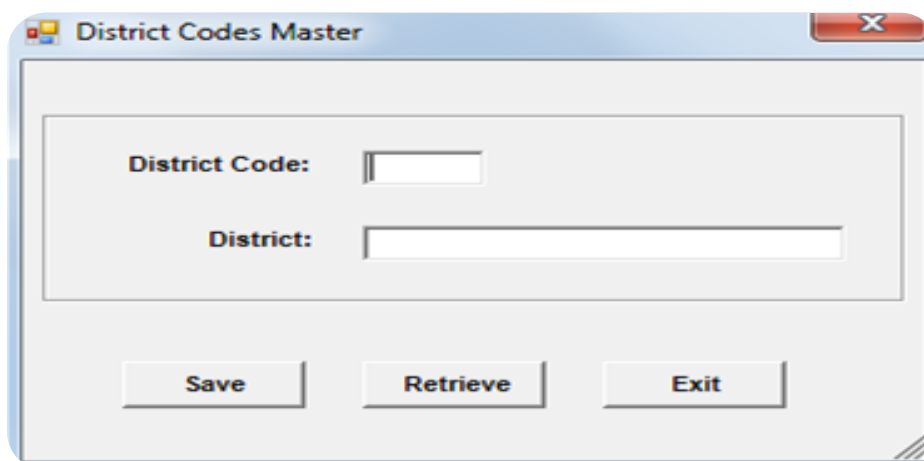 District Codes Master
District Code:
District:
Save Retrieve Exit